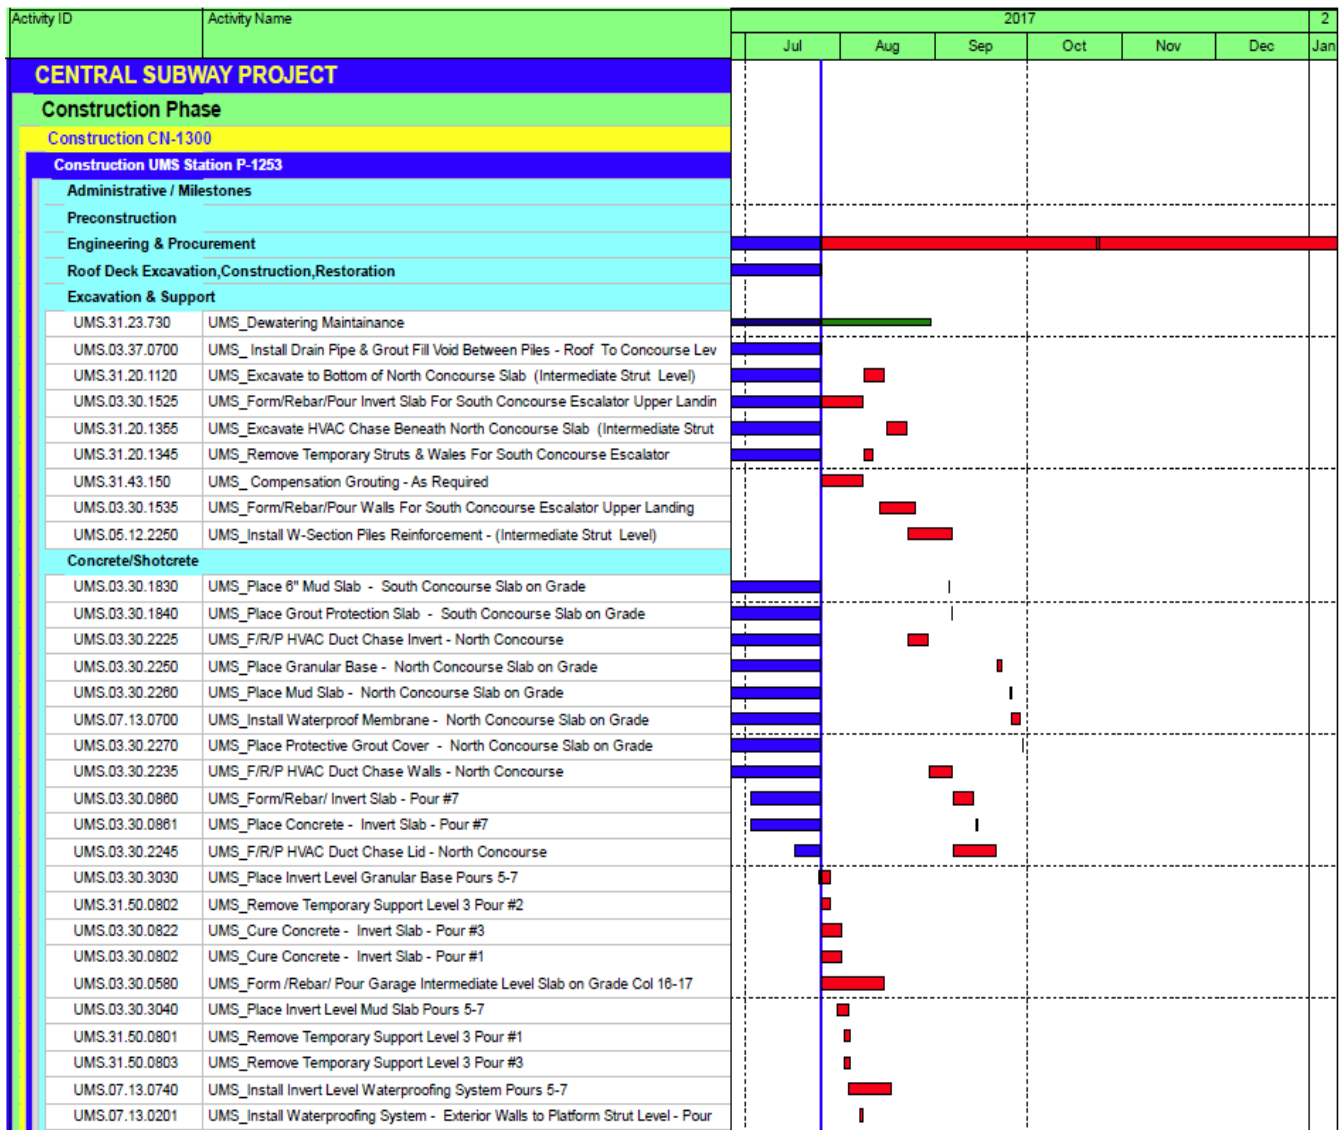 Activity ID Activity Name 2017 2
Jul Aug Sep Oct Nov Dec Jan
CENTRAL SUBWAY PROJECT
Construction Phase
Construction CN-1300
Construction UMS Station P-1253
Administrative / Milestones
Preconstruction
Engineering & Procurement
Roof Deck Excavation,Construction,Restoration
Excavation & Support
UMS.31.23.730 UMS_Dewatering Maintainance
UMS.03.37.0700 UMS_ Install Drain Pipe & Grout Fill Void Between Piles - Roof To Concourse Lev
UMS.31.20.1120 UMS_Excavate to Bottom of North Concourse Slab (Intermediate Strut Level)
UMS.03.30.1525 UMS_Form/Rebar/Pour Invert Slab For South Concourse Escalator Upper Landin
UMS.31.20.1355 UMS_Excavate HVAC Chase Beneath North Concourse Slab (Intermediate Strut
UMS.31.20.1345 UMS_Remove Temporary Struts & Wales For South Concourse Escalator
UMS.31.43.150 UMS_ Compensation Grouting - As Required
UMS.03.30.1535 UMS_Form/Rebar/Pour Walls For South Concourse Escalator Upper Landing
UMS.05.12.2250 UMS_Install W-Section Piles Reinforcement - (Intermediate Strut Level)
Concrete/Shotcrete
UMS.03.30.1830 UMS_Place 6" Mud Slab - South Concourse Slab on Grade
UMS.03.30.1840 UMS_Place Grout Protection Slab - South Concourse Slab on Grade
UMS.03.30.2225 UMS_F/R/P HVAC Duct Chase Invert - North Concourse
UMS.03.30.2250 UMS_Place Granular Base - North Concourse Slab on Grade
UMS.03.30.2260 UMS_Place Mud Slab - North Concourse Slab on Grade
UMS.07.13.0700 UMS_Install Waterproof Membrane - North Concourse Slab on Grade
UMS.03.30.2270 UMS_Place Protective Grout Cover - North Concourse Slab on Grade
UMS.03.30.2235 UMS_F/R/P HVAC Duct Chase Walls - North Concourse
UMS.03.30.0860 UMS_Form/Rebar/ Invert Slab - Pour #7
UMS.03.30.0861 UMS_Place Concrete - Invert Slab - Pour #7
UMS.03.30.2245 UMS_F/R/P HVAC Duct Chase Lid - North Concourse
UMS.03.30.3030 UMS_Place Invert Level Granular Base Pours 5-7
UMS.31.50.0802 UMS_Remove Temporary Support Level 3 Pour #2
UMS.03.30.0822 UMS_Cure Concrete - Invert Slab - Pour #3
UMS.03.30.0802 UMS_Cure Concrete - Invert Slab - Pour #1
UMS.03.30.0580 UMS_Form /Rebar/ Pour Garage Intermediate Level Slab on Grade Col 16-17
UMS.03.30.3040 UMS_Place Invert Level Mud Slab Pours 5-7
UMS.31.50.0801 UMS_Remove Temporary Support Level 3 Pour #1
UMS.31.50.0803 UMS_Remove Temporary Support Level 3 Pour #3
UMS.07.13.0740 UMS_Install Invert Level Waterproofing System Pours 5-7
UMS.07.13.0201 UMS_Install Waterproofing System - Exterior Walls to Platform Strut Level - Pour